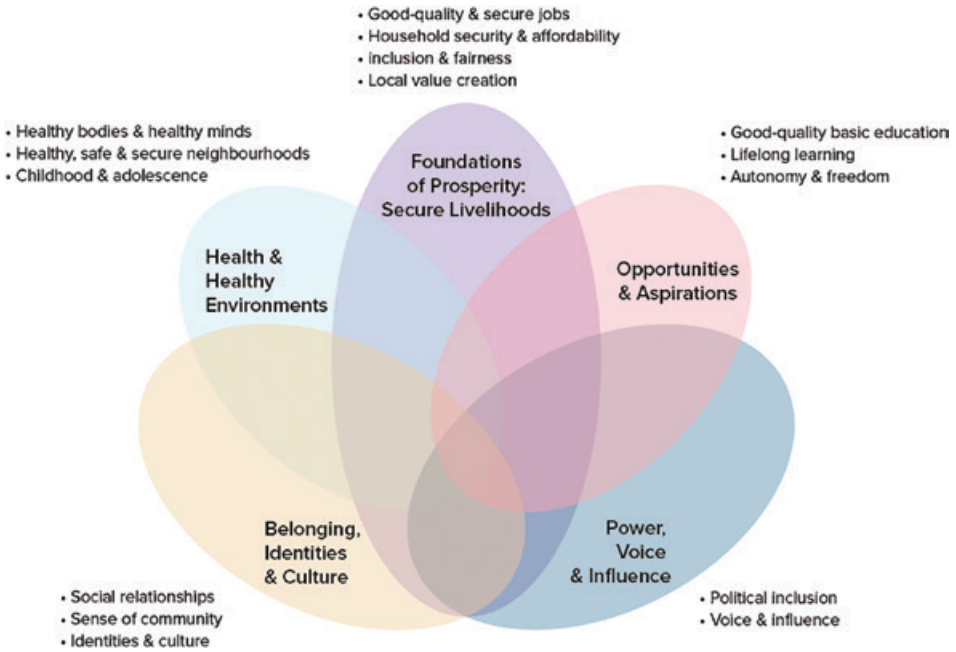 • Good-quality & secure jobs
• Household security & affordability
• Inclusion & fairness
• Local value creation
• Healthy bodies & healthy minds
• Healthy, safe & secure neighbourhoods
• Childhood & adolescence
• Good-quality basic education
• Lifelong learning
• Autonomy & freedom
Foundations
of Prosperity:
Secure Livelihoods
Health &
Healthy
Environments
Opportunities
& Aspirations
Belonging,
Identities
& Culture
Power,
Voice
& Influence
• Social relationships
• Sense of community
• Identities & culture
• Political inclusion
• Voice & influence